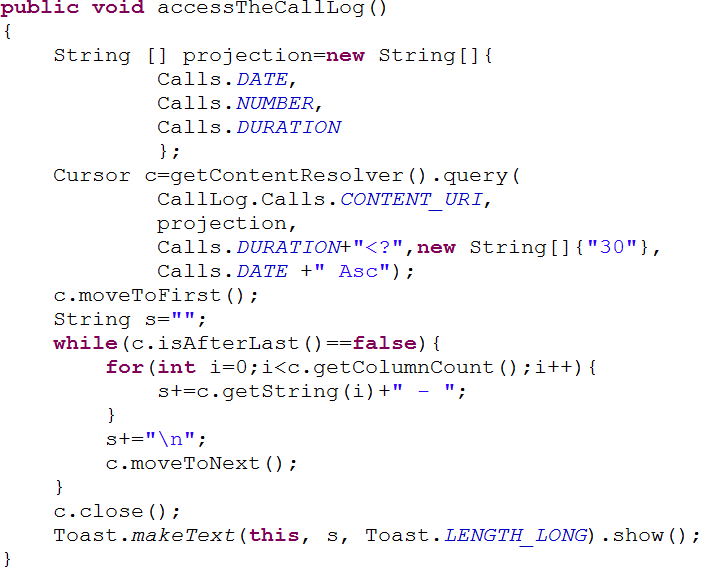 public void accessTheCallLog()
{
    String [] projection=new String[]{
            Calls.DATE,
            Calls.NUMBER,
            Calls.DURATION
            };
    Cursor c=getContentResolver().query(
            CallLog.Calls.CONTENT_URI,
            projection,
            Calls.DURATION+"<?",new String[]{"30"},
            Calls.DATE +" Asc");
    c.moveToFirst();
    String s="";
    while(c.isAfterLast()==false){
        for(int i=0;i<c.getColumnCount();i++){
            s+=c.getString(i)+" - ";
        }
        s+="\n";
        c.moveToNext();
    }
    c.close();
    Toast.makeText(this, s, Toast.LENGTH_LONG).show();
}